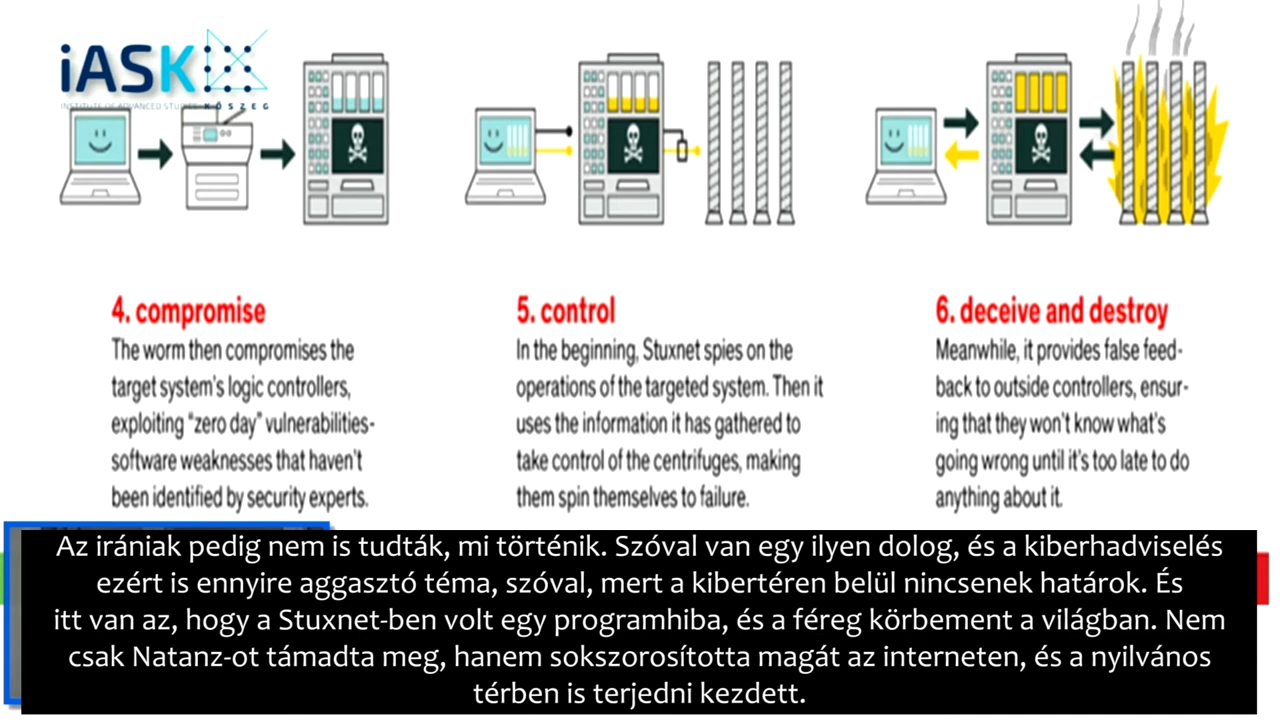 iASK
INSTITUTE OF ADVANCED STUDIES KŐSZEG
4. compromise
The worm then compromises the
target system's logic controllers,
exploiting "zero day" vulnerabilities-
software weaknesses that haven't
been identified by security experts.
5. control
In the beginning, Stuxnet spies on the
operations of the targeted system. Then it
uses the information it has gathered to
take control of the centrifuges, making
them spin themselves to failure.
6. deceive and destroy
Meanwhile, it provides false feed-
back to outside controllers, ensur-
ing that they won't know what's
going wrong until it's too late to do
anything about it.
Az irániak pedig nem is tudták, mi történik. Szóval van egy ilyen dolog, és a kiberhadviselés
ezért is ennyire aggasztó téma, szóval, mert a kibertéren belül nincsenek határok. És
itt van az, hogy a Stuxnet-ben volt egy programhiba, és a féreg körbement a világban. Nem
csak Natanz-ot támadta meg, hanem sokszorosította magát az interneten, és a nyilvános
térben is terjedni kezdett.